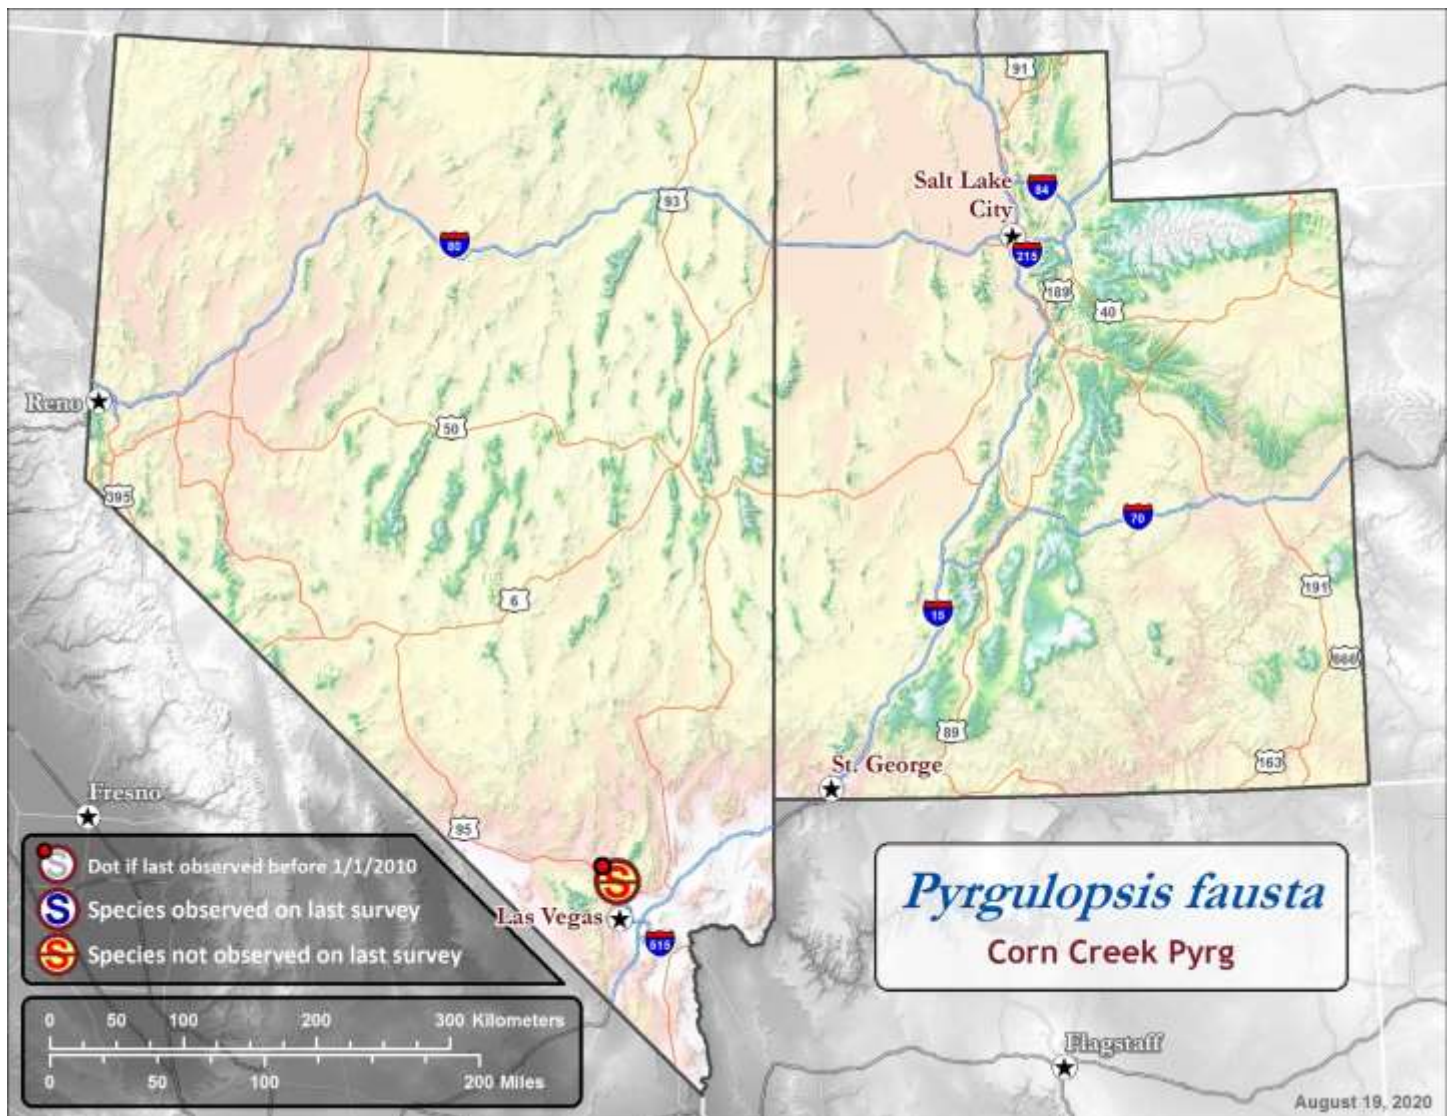 91
Salt Lake
City
84
93
80
215
189
40
Reno
50
395
70
6
191
15
666
89
163
St. George
Fresno
95
S
Dot if last observed before 1/1/2010
S
Species observed on last survey
S
Species not observed on last survey
S
Las Vegas
515
Pyrgulopsis fausta
Corn Creek Pyrg
0 50 100 200 300 Kilometers
0 50 100 200 Miles
Flagstaff
August 19, 2020